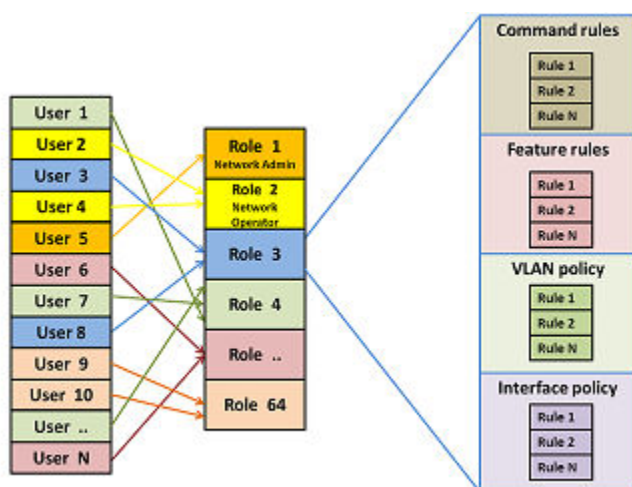 User 1
User 2
User 3
User 4
User 5
User 6
User 7
User 8
User 9
User 10
User ..
User N
Role 1
Network Admin
Role 2
Network
Operator
Role 3
Role 4
Role ..
Role 64
Command rules
Rule 1
Rule 2
Rule N
Feature rules
Rule 1
Rule 2
Rule N
VLAN policy
Rule 1
Rule 2
Rule N
Interface policy
Rule 1
Rule 2
Rule N